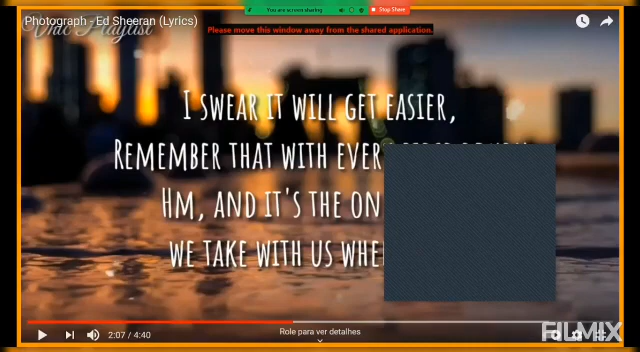 You are screen sharing
Stop Share
Photograph - Ed Sheeran (Lyrics)
Please move this window away from the shared application.
Chic Playlist
I SWEAR IT WILL GET EASIER,
REMEMBER THAT WITH EVER
HM, AND IT'S THE ON
WE TAKE WITH US WHE
2:07 / 4:40
Role para ver detalhes
FILMIX